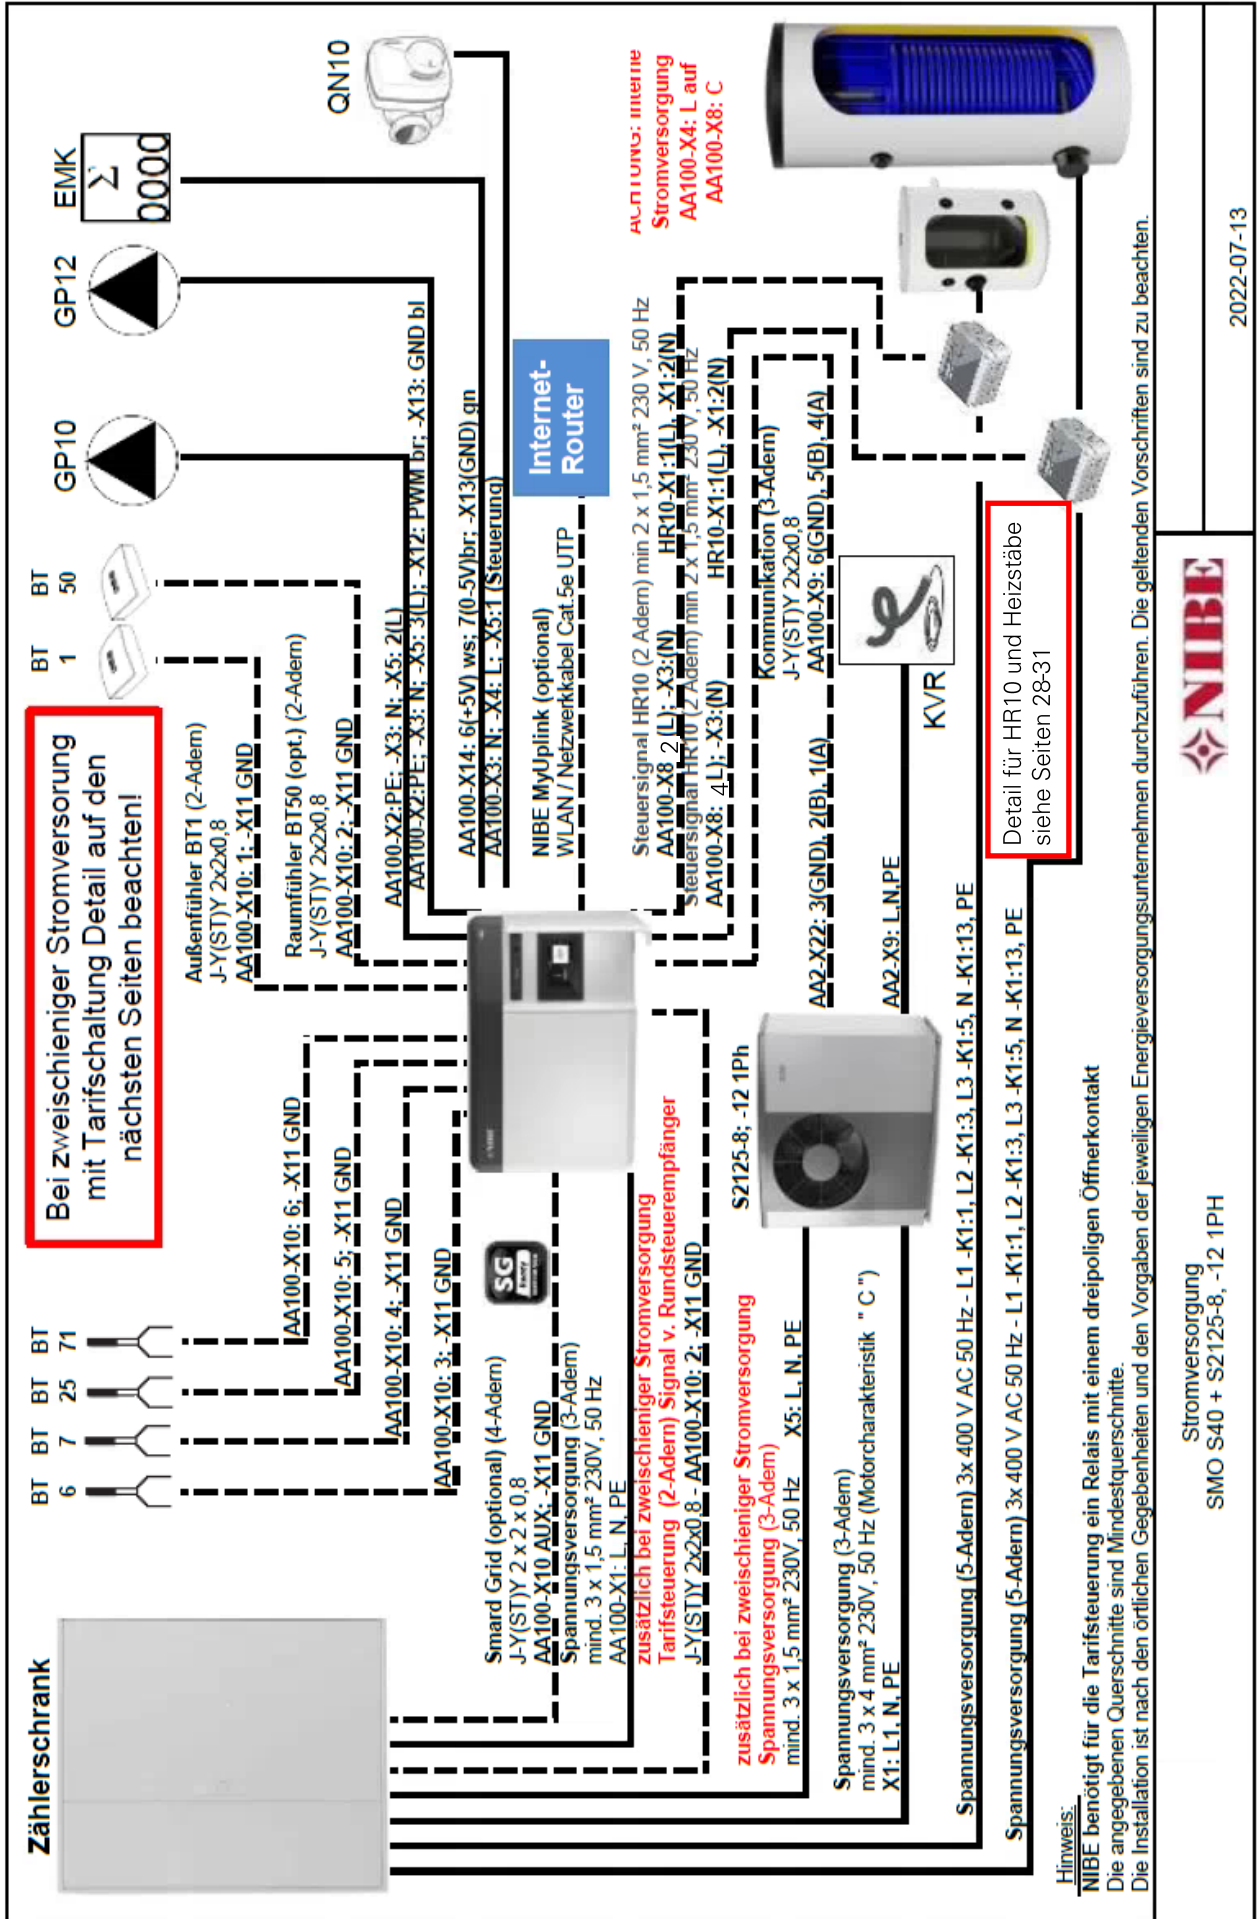 Zählerschrank
BT
6
BT
7
BT
25
BT
71
Bei zweischieniger Stromversorung
mit Tarifschaltung Detail auf den
nächsten Seiten beachten!
BT
1
BT
50
GP10
GP12
EMK
Σ
0000
QN10
AA100-X10: 6; -X11 GND
AA100-X10: 5; -X11 GND
AA100-X10: 4; -X11 GND
AA100-X10: 3; -X11 GND
Außenfühler BT1 (2-Adern)
J-Y(ST)Y 2x2x0,8
AA100-X10: 1; -X11 GND
Raumfühler BT50 (opt.) (2-Adern)
J-Y(ST)Y 2x2x0,8
AA100-X10: 2; -X11 GND
AA100-X2:PE; -X3: N; -X5: 2(L)
AA100-X2:PE; -X3: N; -X5: 3(L); -X12: PWM br; -X13: GND bl
AA100-X14: 6(+5V) ws; 7(0-5V)br; -X13(GND) gn
AA100-X3: N; -X4: L; -X5:1 (Steuerung)
Internet-
Router
NIBE MyUplink (optional)
WLAN / Netzwerkkabel Cat.5e UTP
SG
Smard Grid (optional) (4-Adern)
J-Y(ST)Y 2 x 2 x 0,8
AA100-X10 AUX; -X11 GND
Spannungsversorgung (3-Adern)
mind. 3 x 1,5 mm² 230V, 50 Hz
AA100-X1: L, N, PE
zusätzlich bei zweischieniger Stromversorgung
Tarifsteuerung (2-Adern) Signal v. Rundsteuerempfänger
J-Y(ST)Y 2x2x0,8 - AA100-X10: 2; -X11 GND
ACHTUNG: Interne
Stromversorgung
AA100-X4: L auf
AA100-X8: C
Steuersignal HR10 (2 Adern) min 2 x 1,5 mm² 230 V, 50 Hz
AA100-X8 2 (L); -X3:(N) HR10-X1:1(L), -X1:2(N)
Steuersignal HR10 (2 Adern) min 2 x 1,5 mm² 230 V, 50 Hz
AA100-X8: 4 L); -X3:(N) HR10-X1:1(L), -X1:2(N)
Kommunikation (3-Adern)
J-Y(ST)Y 2x2x0,8
AA2-X22: 3(GND), 2(B), 1(A) AA100-X9: 6(GND), 5(B), 4(A)
S2125-8; -12 1Ph
KVR
AA2-X9: L,N,PE
zusätzlich bei zweischieniger Stromversorgung
Spannungsversorgung (3-Adern)
mind. 3 x 1,5 mm² 230V, 50 Hz X5: L, N, PE
Spannungsversorgung (3-Adern)
mind. 3 x 4 mm² 230V, 50 Hz (Motorcharakteristik " C ")
X1: L1, N, PE
Spannungsversorgung (5-Adern) 3x 400 V AC 50 Hz - L1 -K1:1, L2 -K1:3, L3 -K1:5, N -K1:13, PE
Spannungsversorgung (5-Adern) 3x 400 V AC 50 Hz - L1 -K1:1, L2 -K1:3, L3 -K1:5, N -K1:13, PE
Detail für HR10 und Heizstäbe
siehe Seiten 28-31
Hinweis:
NIBE benötigt für die Tarifsteuerung ein Relais mit einem dreipoligen Öffnerkontakt
Die angegebenen Querschnitte sind Mindestquerschnitte.
Die Installation ist nach den örtlichen Gegebenheiten und den Vorgaben der jeweiligen Energieversorgungsunternehmen durchzuführen. Die geltenden Vorschriften sind zu beachten.
Stromversorgung
SMO S40 + S2125-8, -12 1PH
NIBE
2022-07-13